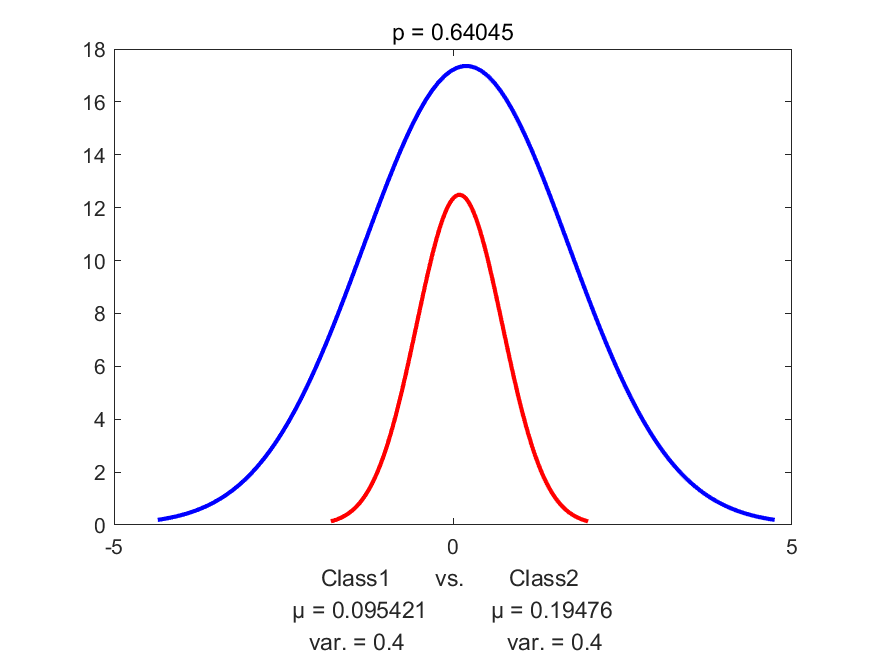 p = 0.64045
18
16
14
12
10
8
6
4
2
0
-5 0 5
Class1 vs. Class2
μ = 0.095421 μ = 0.19476
var. = 0.4 var. = 0.4